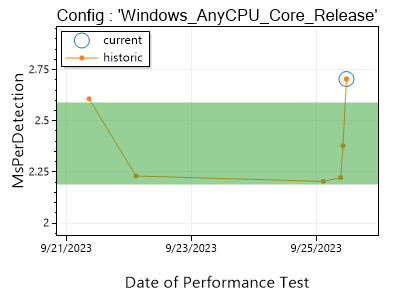 Config : 'Windows_AnyCPU_Core_Release'
current
historic
MsPerDetection
2.75
2.5
2.25
2
9/21/2023
9/23/2023
9/25/2023
Date of Performance Test